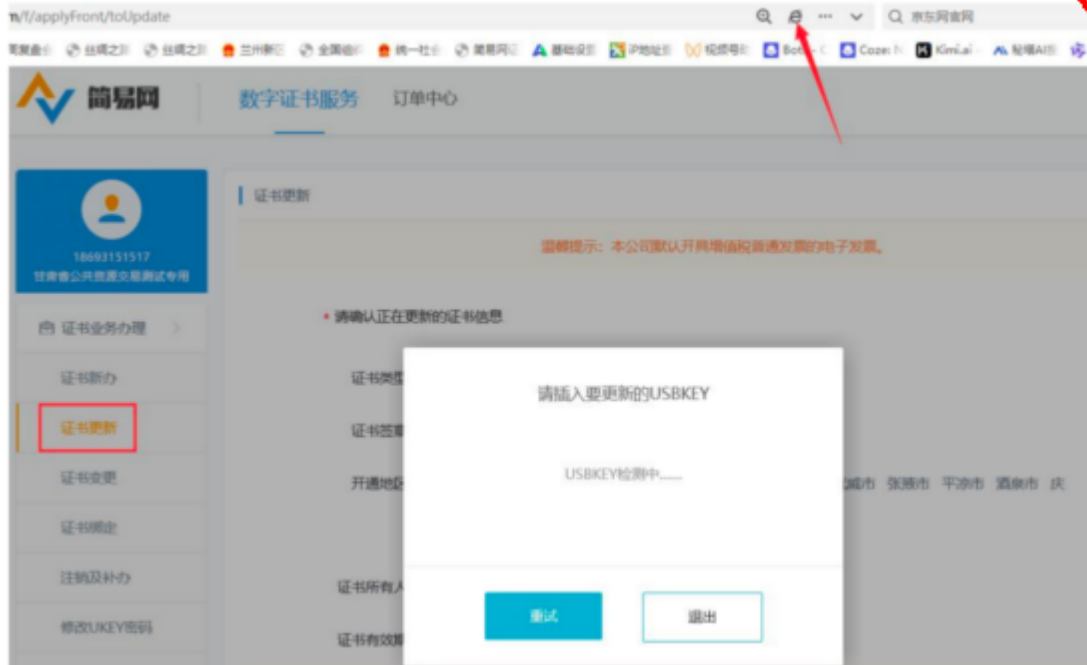 /f/applyFront/toUpdate
京东网官网
兰州新区
Kimi.ai
简易网
数字证书服务
订单中心
18693151517
甘肃省公共资源交易测试专用
证书业务办理
证书新办
证书更新
证书变更
证书绑定
注销及补办
修改UKEY密码
证书更新
温馨提示：本公司默认开具增值税普通发票的电子发票。
* 请确认正在更新的证书信息
证书类型
证书签章
开通地区
张掖市 平凉市 酒泉市 庆
证书所有人
证书有效期
请插入要更新的USBKEY
USBKEY检测中......
重试
退出